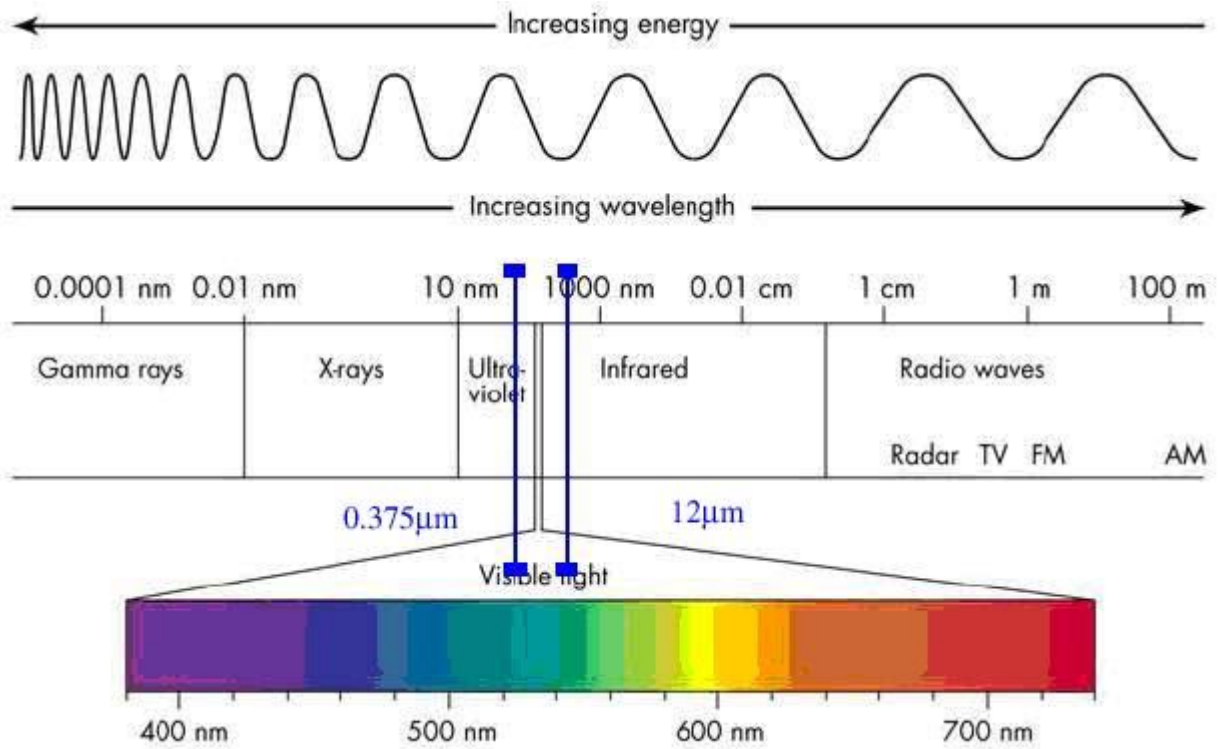 Increasing energy
Increasing wavelength
0.0001 nm 0.01 nm 10 nm 1000 nm 0.01 cm 1 cm 1 m 100 m
Gamma rays X-rays Ultra-violet Infrared Radio waves
Radar TV FM AM
0.375μm 12μm
Visible light
400 nm 500 nm 600 nm 700 nm